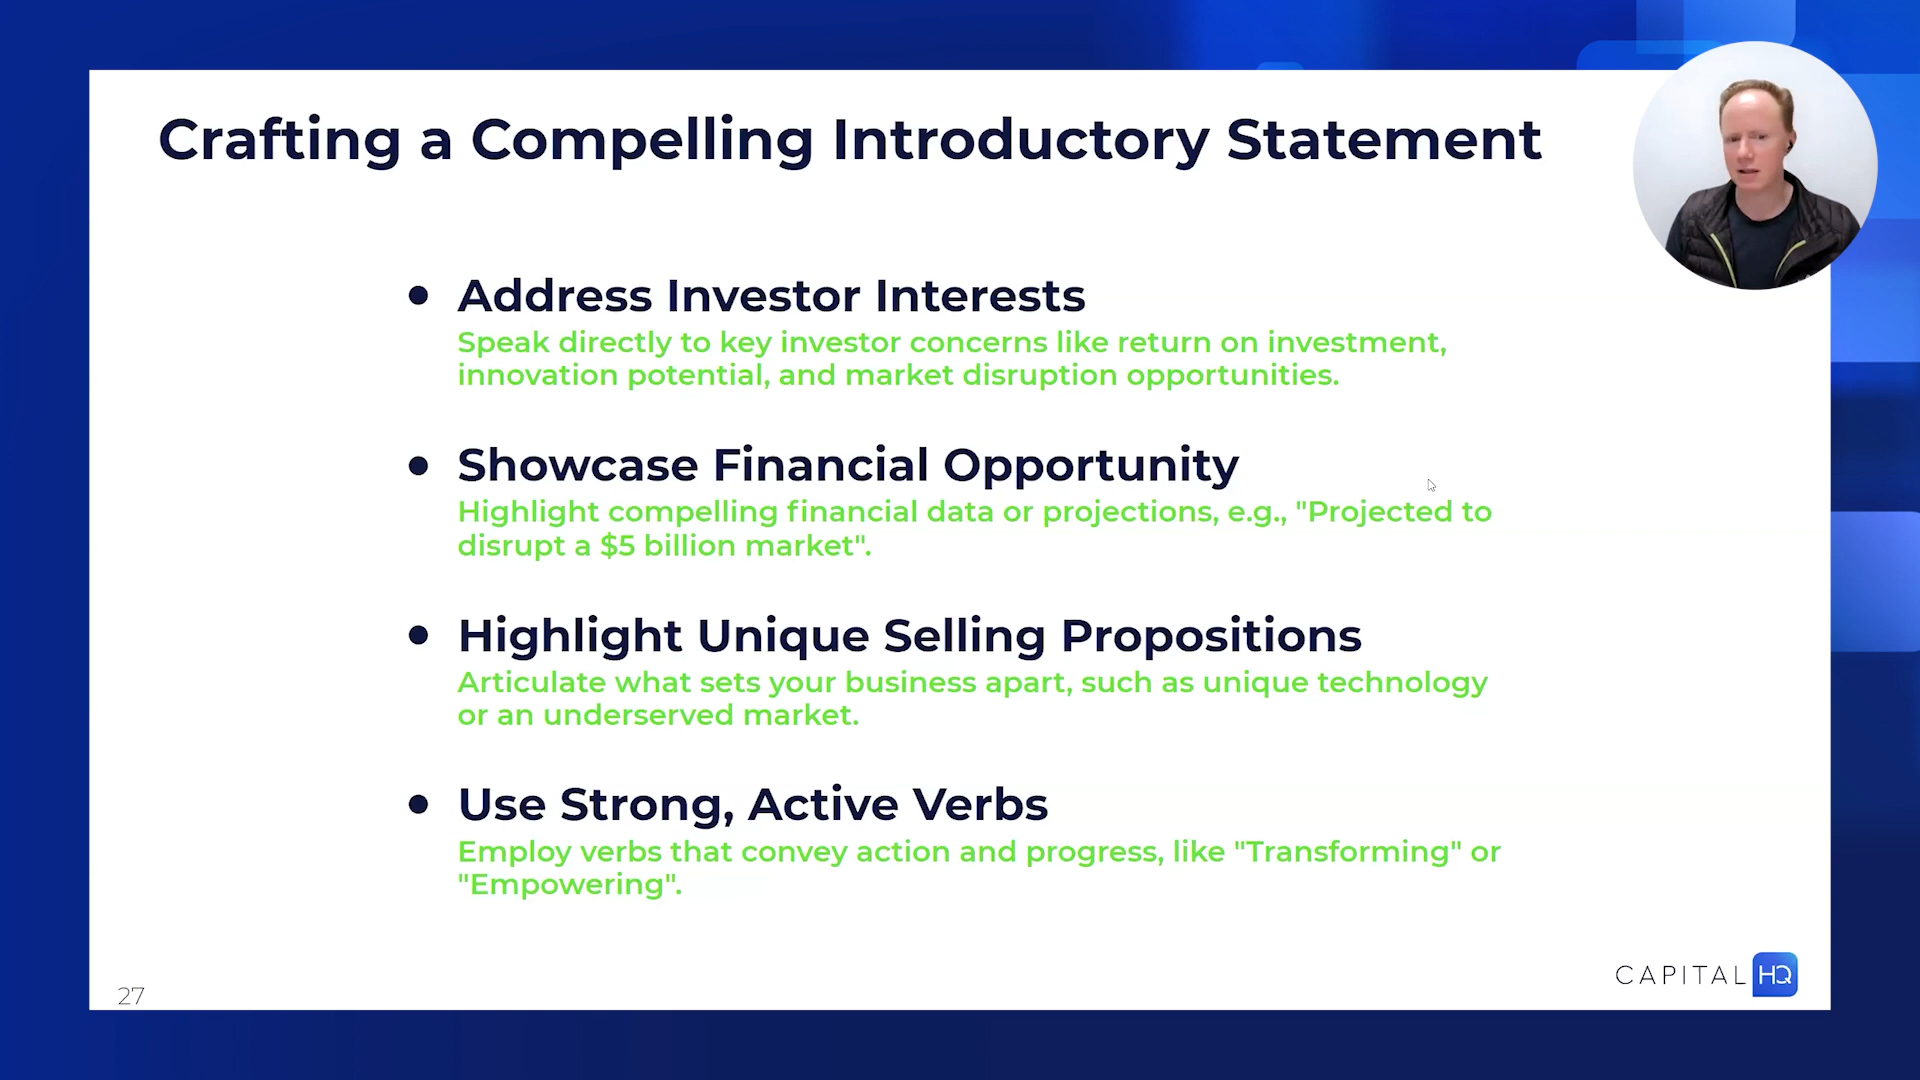 Crafting a Compelling Introductory Statement
• Address Investor Interests
Speak directly to key investor concerns like return on investment,
innovation potential, and market disruption opportunities.
• Showcase Financial Opportunity
Highlight compelling financial data or projections, e.g., "Projected to
disrupt a $5 billion market".
• Highlight Unique Selling Propositions
Articulate what sets your business apart, such as unique technology
or an underserved market.
• Use Strong, Active Verbs
Employ verbs that convey action and progress, like "Transforming" or
"Empowering".
27
CAPITAL HQ